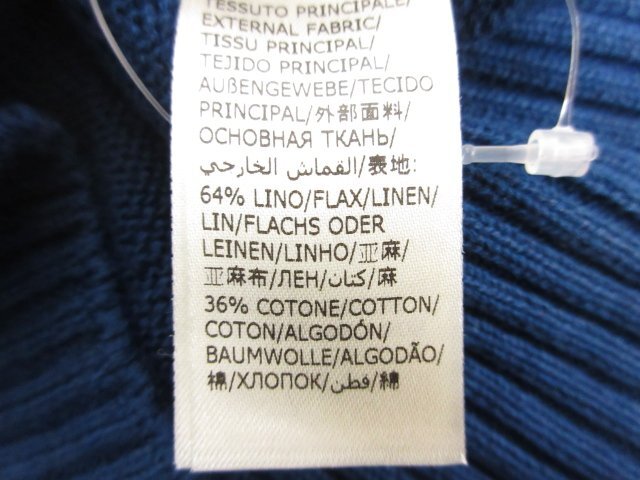 TESSUTO PRINCIPALE/
EXTERNAL FABRIC/
TISSU PRINCIPAL/
TEJIDO PRINCIPAL/
AUßENGEWEBE/TECIDO
PRINCIPAL/外部面料/
ОСНОВНАЯ ТКАНЬ/
القماش الخارجي/表地:
64% LINO/FLAX/LINEN/
LIN/FLACHS ODER
LEINEN/LINHO/亚麻/
亚麻布/ЛЕН/كتان/麻
36% COTONE/COTTON/
COTON/ALGODÓN/
BAUMWOLLE/ALGODÃO/
棉/ХЛОПОК/قطن/綿